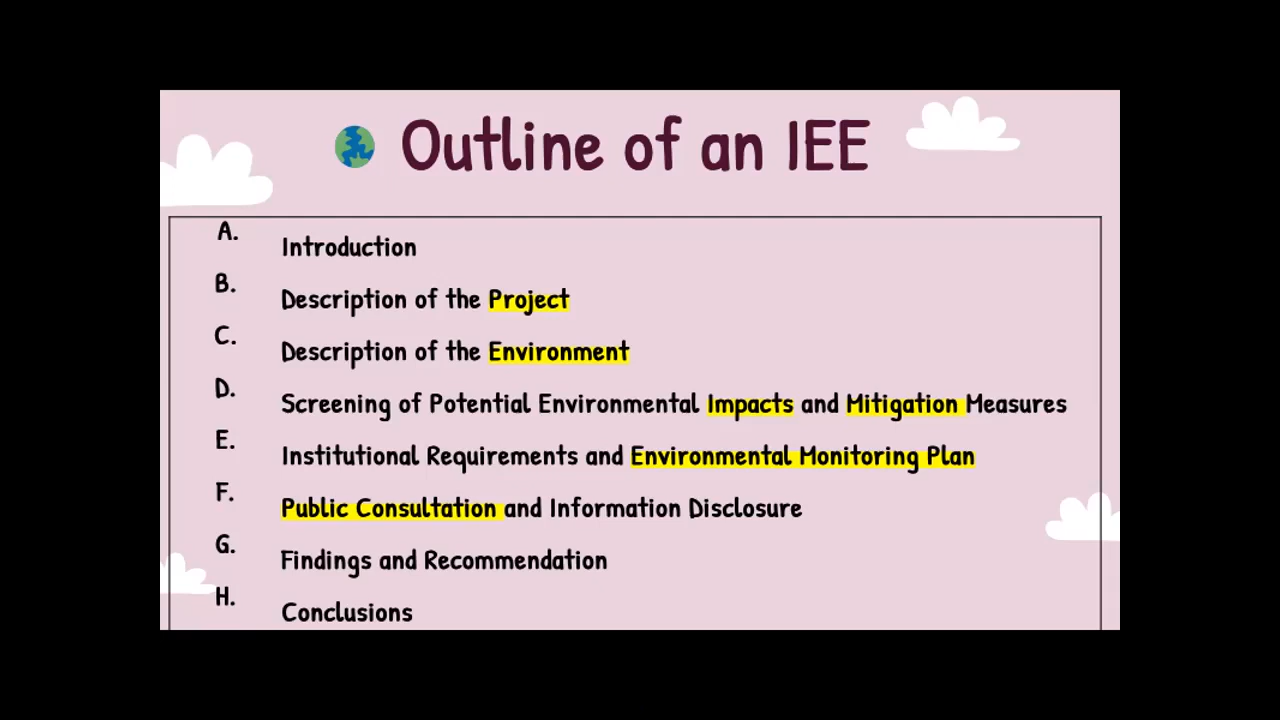 Outline of an IEE
A. Introduction
B. Description of the Project
C. Description of the Environment
D. Screening of Potential Environmental Impacts and Mitigation Measures
E. Institutional Requirements and Environmental Monitoring Plan
F. Public Consultation and Information Disclosure
G. Findings and Recommendation
H. Conclusions